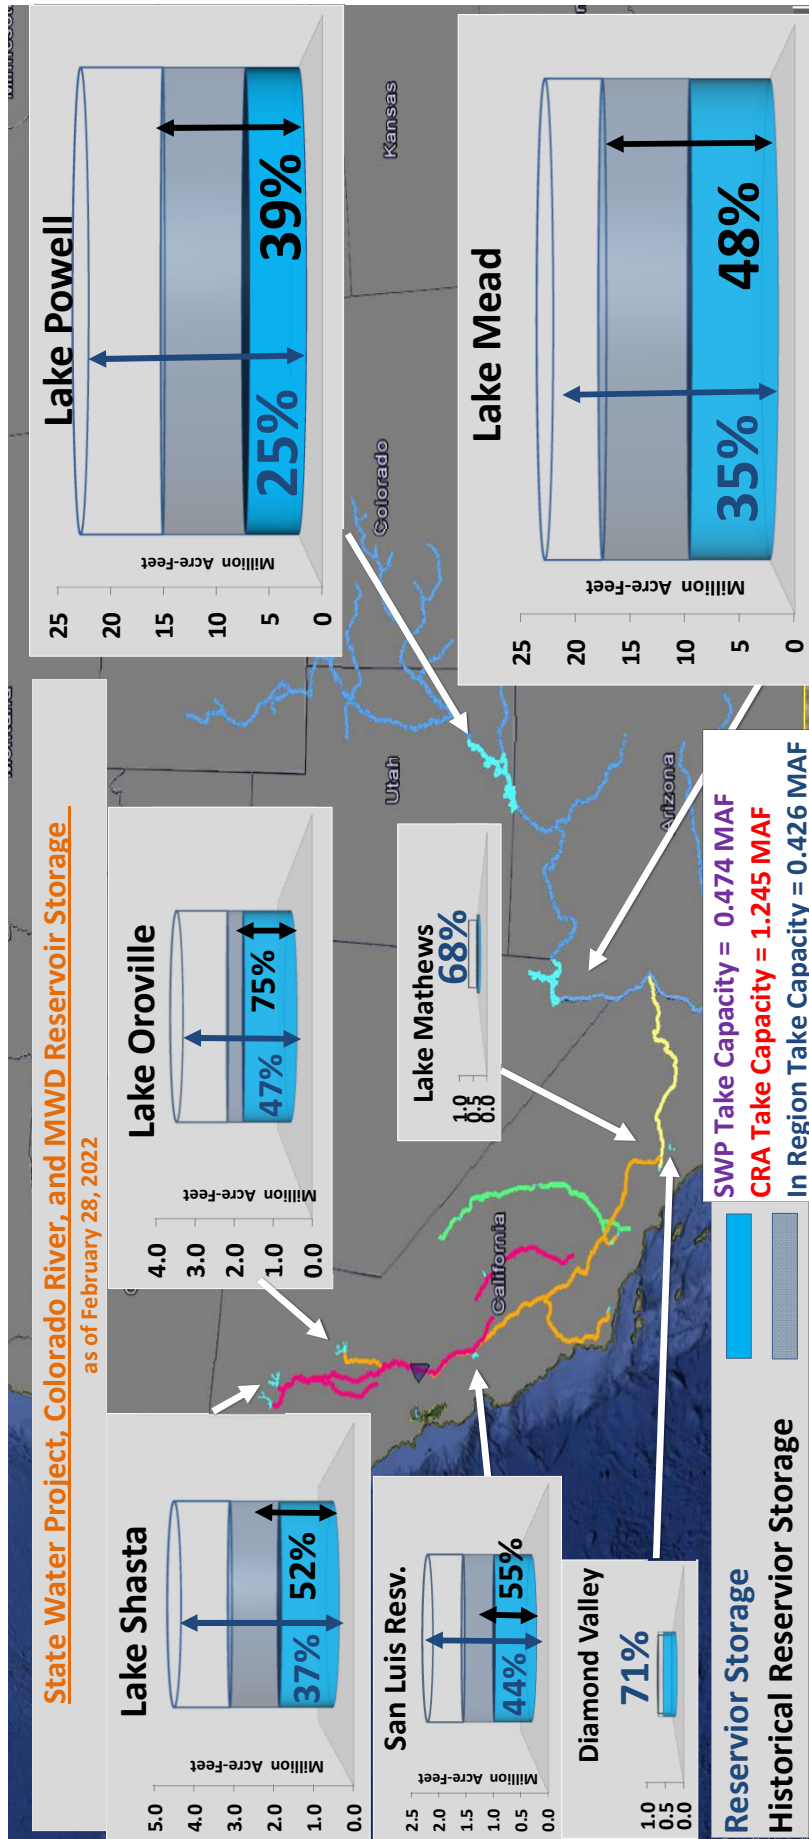 State Water Project, Colorado River, and MWD Reservoir Storage
as of February 28, 2022
Lake Shasta
Million Acre-Feet
5.0
4.0
3.0
2.0
1.0
0.0
37%
52%
Lake Oroville
Million Acre-Feet
4.0
3.0
2.0
1.0
0.0
47%
75%
Lake Powell
Million Acre-Feet
25
20
15
10
5
0
25%
39%
San Luis Resv.
Million Acre-Feet
2.5
2.0
1.5
1.0
0.5
0.0
44%
55%
Lake Mathews
1.0
0.5
0.0
68%
Lake Mead
Million Acre-Feet
25
20
15
10
5
0
35%
48%
Diamond Valley
1.0
0.5
0.0
71%
California
Utah
Colorado
Kansas
Arizona
Reservior Storage
Historical Reservior Storage
SWP Take Capacity = 0.474 MAF
CRA Take Capacity = 1.245 MAF
In Region Take Capacity = 0.426 MAF